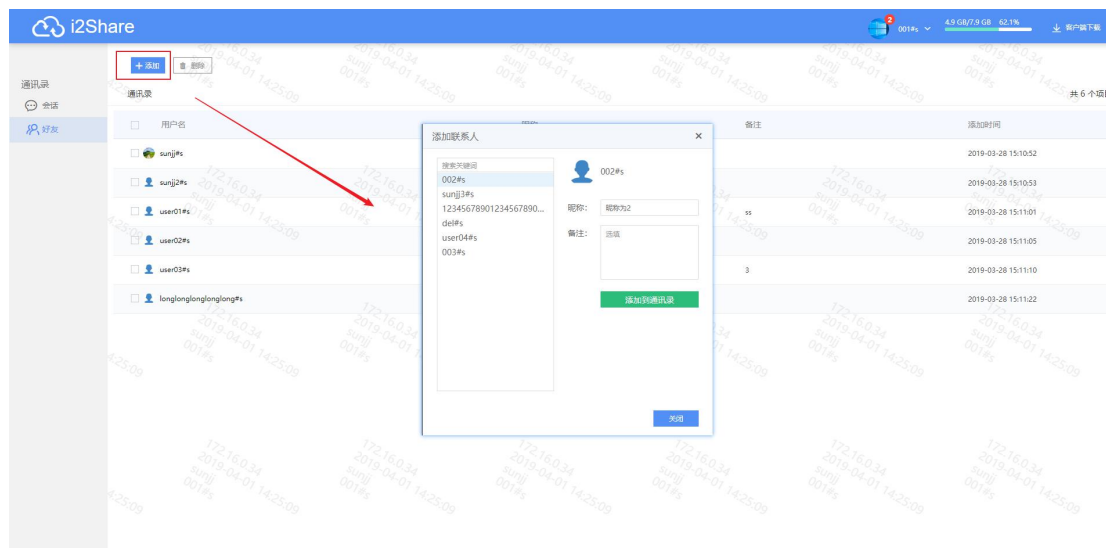 i2Share
2
001#s
4.9 GB/7.9 GB 62.1%
客户端下载
添加
删除
通讯录
会话
好友
通讯录
共 6 个项目
用户名
备注
添加时间
sunjj#s
2019-03-28 15:10:52
sunjj2#s
2019-03-28 15:10:53
user01#s
ss
2019-03-28 15:11:01
user02#s
2019-03-28 15:11:05
user03#s
3
2019-03-28 15:11:10
longlonglonglonglong#s
2019-03-28 15:11:22
添加联系人
×
搜索关键词
002#s
sunjj3#s
12345678901234567890...
del#s
user04#s
003#s
002#s
昵称: 昵称为2
备注: 选填
添加到通讯录
关闭
172.16.0.34
2019-04-01 14:25:09
sunjj
001#s